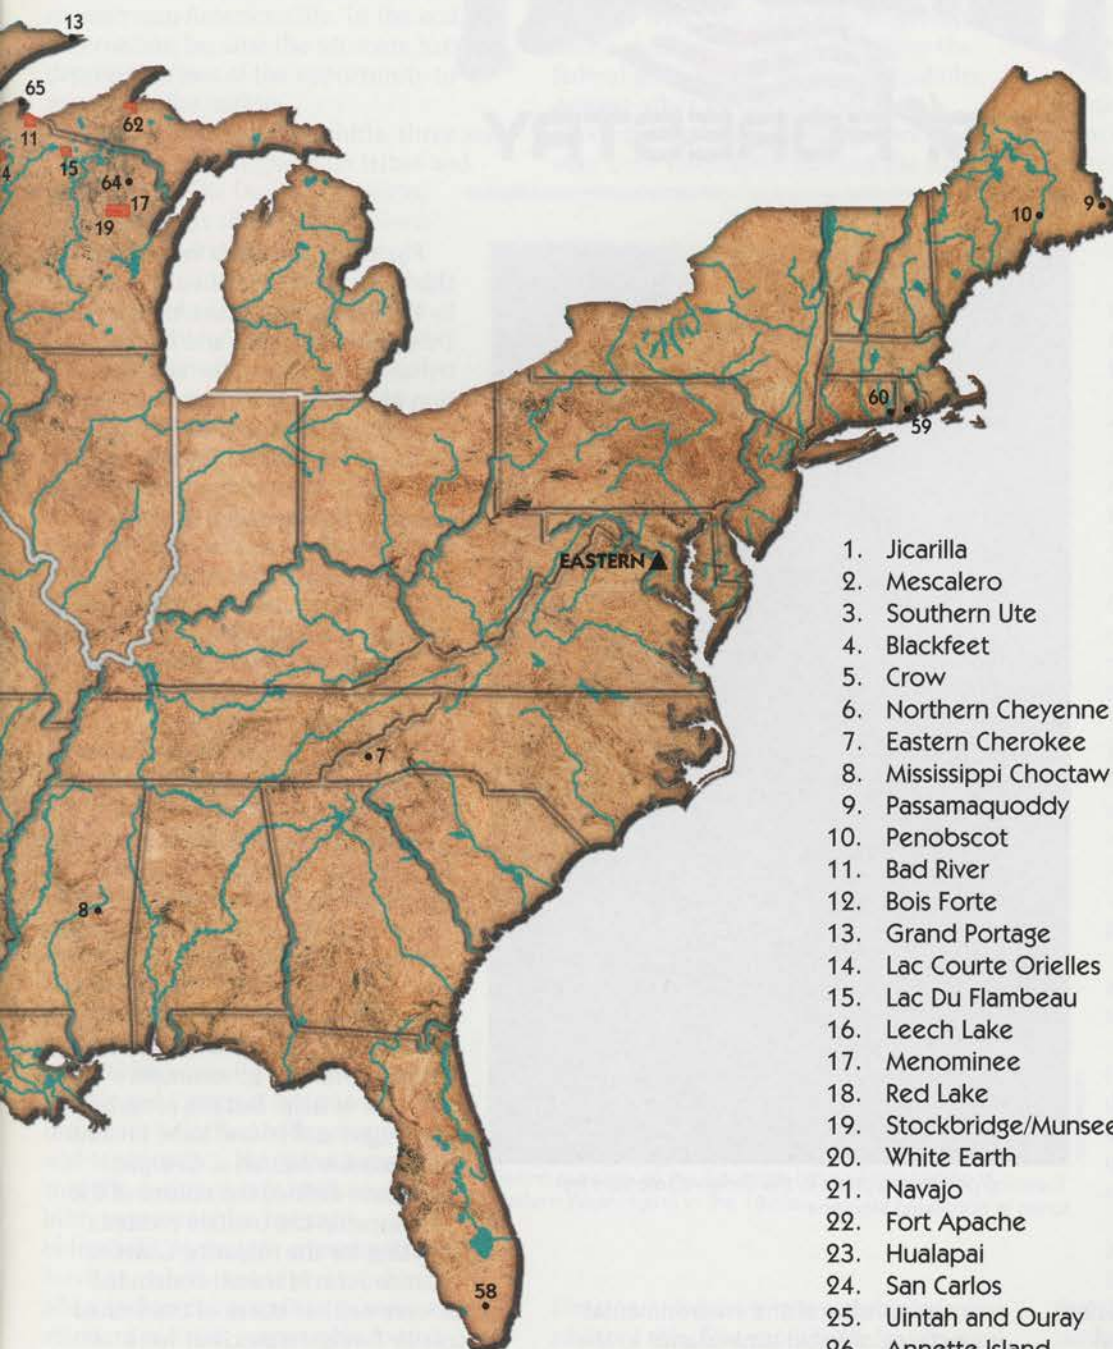 13
65
11
62
4
15
64
17
19
10
9
60
59
EASTERN
7
8
58
1. Jicarilla
2. Mescalero
3. Southern Ute
4. Blackfeet
5. Crow
6. Northern Cheyenne
7. Eastern Cherokee
8. Mississippi Choctaw
9. Passamaquoddy
10. Penobscot
11. Bad River
12. Bois Forte
13. Grand Portage
14. Lac Courte Orielles
15. Lac Du Flambeau
16. Leech Lake
17. Menominee
18. Red Lake
19. Stockbridge/Munsee
20. White Earth
21. Navajo
22. Fort Apache
23. Hualapai
24. San Carlos
25. Uintah and Ouray
26. Annette Island